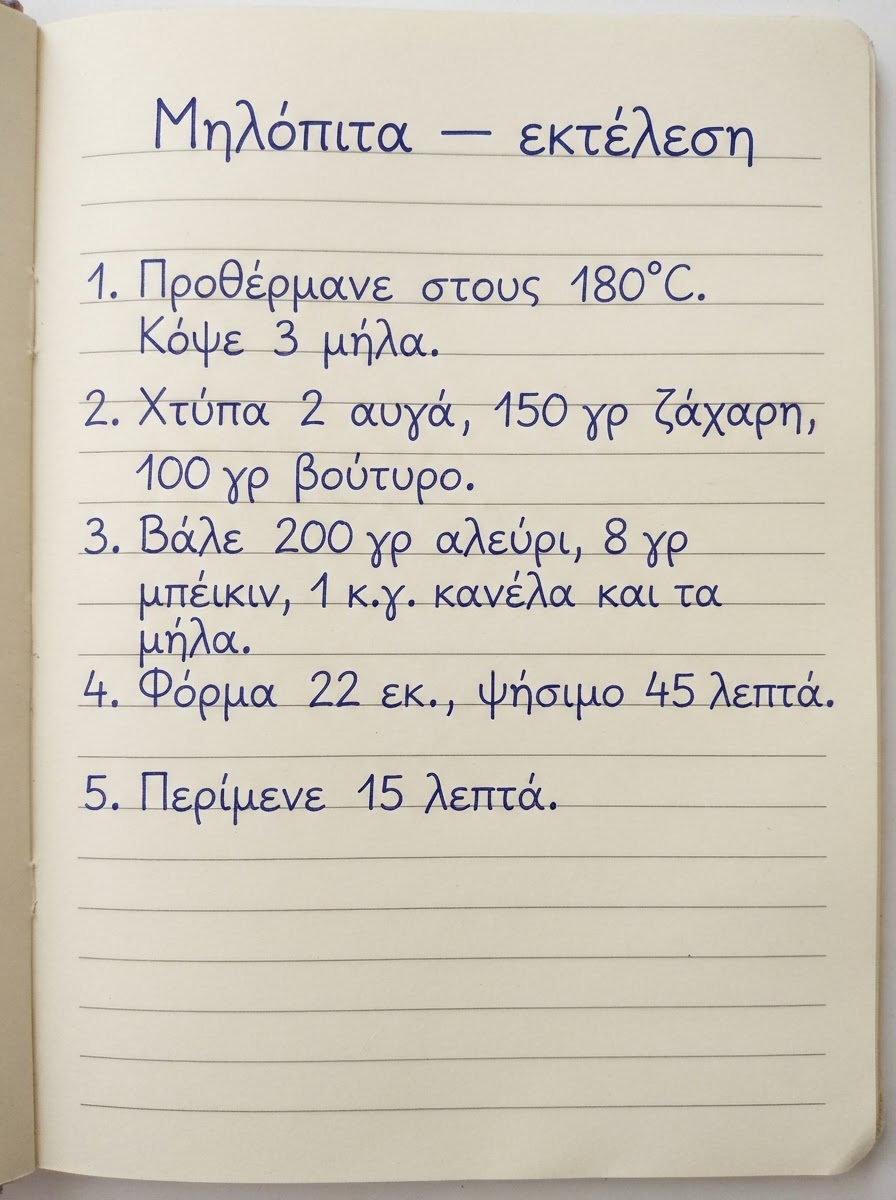 Μηλόπιτα — εκτέλεση
1. Προθέρμανε στους 180°C.
Κόψε 3 μήλα.
2. Χτύπα 2 αυγά, 150 γρ ζάχαρη,
100 γρ βούτυρο.
3. Βάλε 200 γρ αλεύρι, 8 γρ
μπέικιν, 1 κ.γ. κανέλα και τα
μήλα.
4. Φόρμα 22 εκ., ψήσιμο 45 λεπτά.
5. Περίμενε 15 λεπτά.